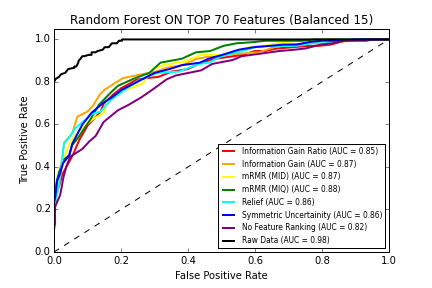 Random Forest ON TOP 70 Features (Balanced 15)
1.0
0.8
0.6
0.4
0.2
0.0
True Positive Rate
Information Gain Ratio (AUC = 0.85)
Information Gain (AUC = 0.87)
mRMR (MID) (AUC = 0.87)
mRMR (MIQ) (AUC = 0.88)
Relief (AUC = 0.86)
Symmetric Uncertainity (AUC = 0.86)
No Feature Ranking (AUC = 0.82)
Raw Data (AUC = 0.98)
0.0 0.2 0.4 0.6 0.8 1.0
False Positive Rate